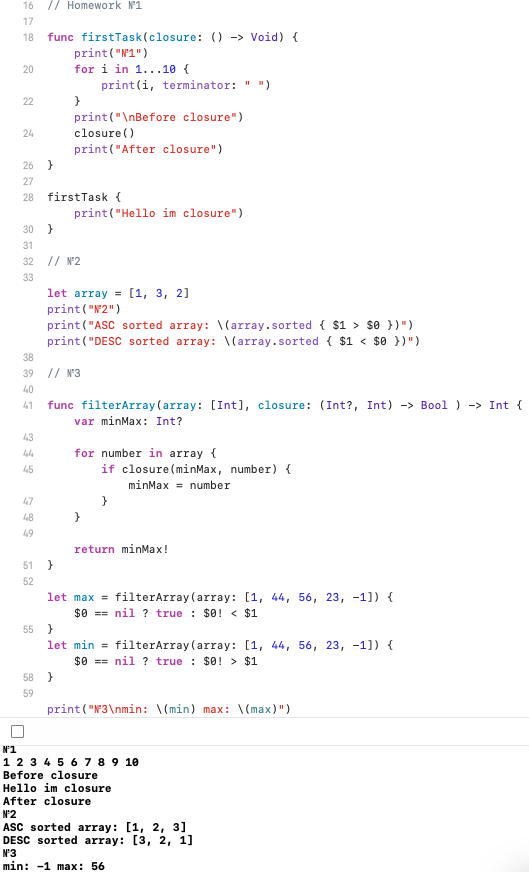 16 // Homework №1
17
18 func firstTask(closure: () -> Void) {
print("№1")
20 for i in 1...10 {
print(i, terminator: " ")
22 }
print("\nBefore closure")
24 closure()
print("After closure")
26 }
27
28 firstTask {
print("Hello im closure")
30 }
31
32 // №2
33
let array = [1, 3, 2]
print("№2")
print("ASC sorted array: \(array.sorted { $1 > $0 })")
print("DESC sorted array: \(array.sorted { $1 < $0 })")
38
39 // №3
40
41 func filterArray(array: [Int], closure: (Int?, Int) -> Bool ) -> Int {
var minMax: Int?
43
44 for number in array {
45 if closure(minMax, number) {
minMax = number
47 }
48 }
49
return minMax!
51 }
52
let max = filterArray(array: [1, 44, 56, 23, -1]) {
$0 == nil ? true : $0! < $1
55 }
let min = filterArray(array: [1, 44, 56, 23, -1]) {
$0 == nil ? true : $0! > $1
58 }
59
print("№3\nmin: \(min) max: \(max)")
№1
1 2 3 4 5 6 7 8 9 10
Before closure
Hello im closure
After closure
№2
ASC sorted array: [1, 2, 3]
DESC sorted array: [3, 2, 1]
№3
min: -1 max: 56